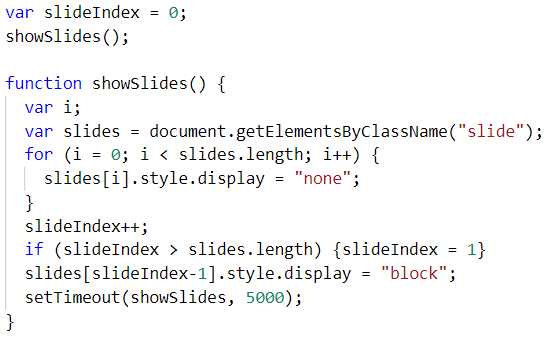 var slideIndex = 0;
showSlides();

function showSlides() {
  var i;
  var slides = document.getElementsByClassName("slide");
  for (i = 0; i < slides.length; i++) {
    slides[i].style.display = "none";
  }
  slideIndex++;
  if (slideIndex > slides.length) {slideIndex = 1}
  slides[slideIndex-1].style.display = "block";
  setTimeout(showSlides, 5000);
}